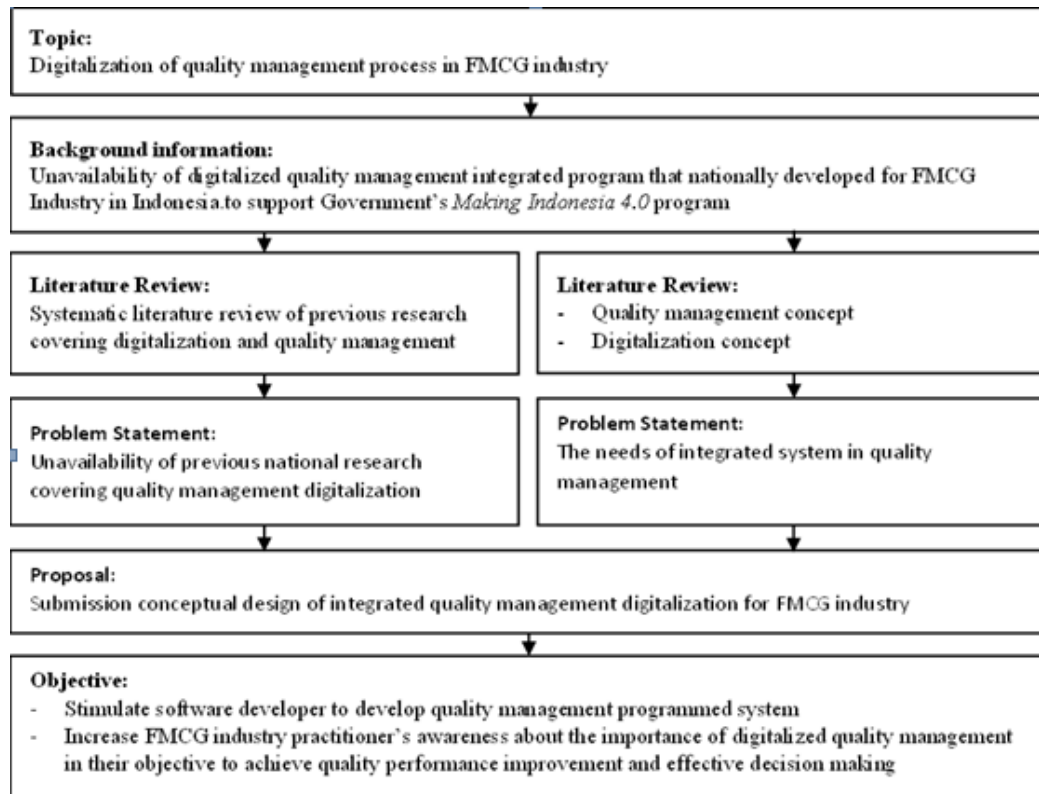 Topic:
Digitalization of quality management process in FMCG industry
Background information:
Unavailability of digitalized quality management integrated program that nationally developed for FMCG
Industry in Indonesia.to support Government's Making Indonesia 4.0 program
Literature Review:
Systematic literature review of previous research
covering digitalization and quality management
Literature Review:
- Quality management concept
- Digitalization concept
Problem Statement:
Unavailability of previous national research
covering quality management digitalization
Problem Statement:
The needs of integrated system in quality
management
Proposal:
Submission conceptual design of integrated quality management digitalization for FMCG industry
Objective:
- Stimulate software developer to develop quality management programmed system
- Increase FMCG industry practitioner's awareness about the importance of digitalized quality management
in their objective to achieve quality performance improvement and effective decision making